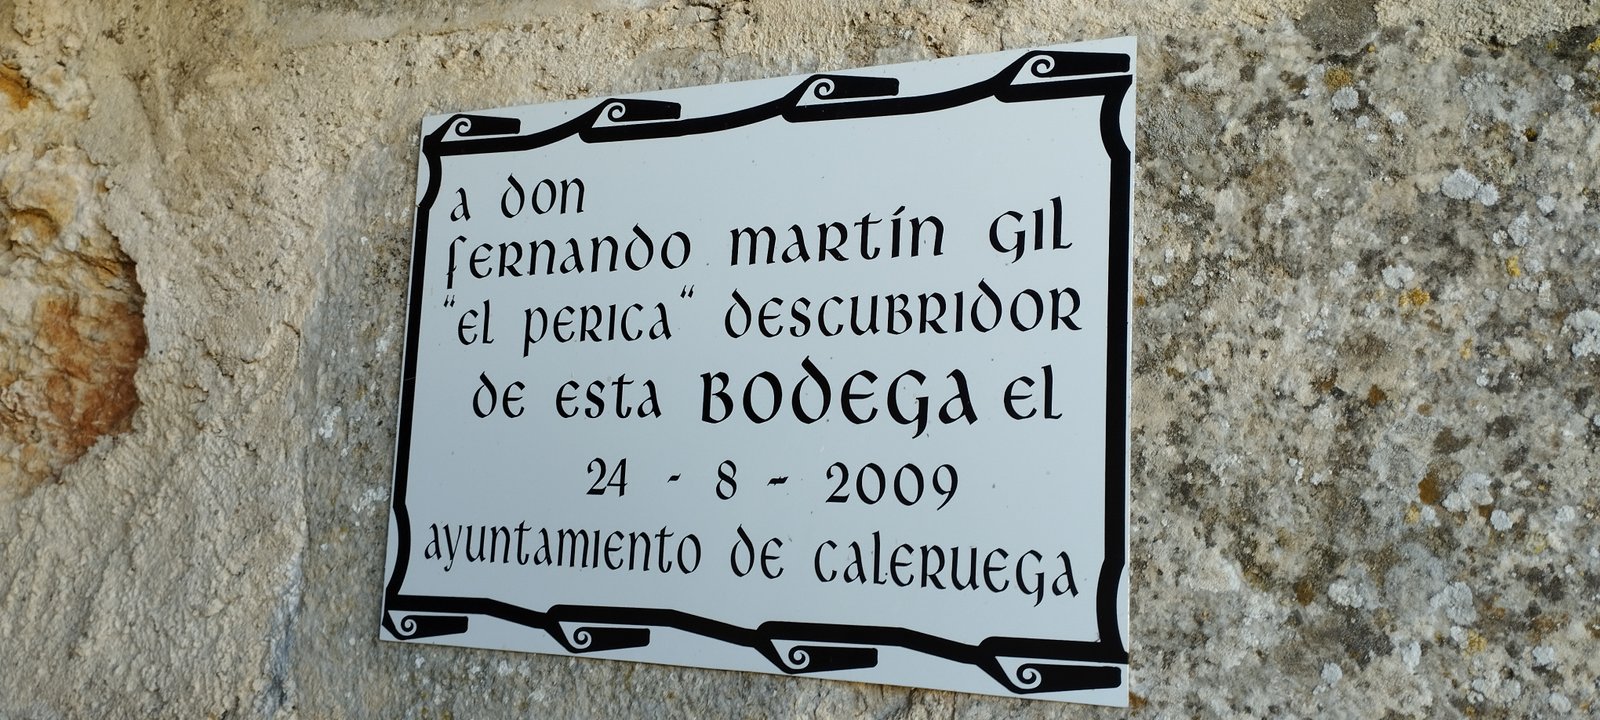 a don
fernando martín gil
"el perica" descubridor
de esta BODEGA el
24 - 8 - 2009
ayuntamiento de caleruega